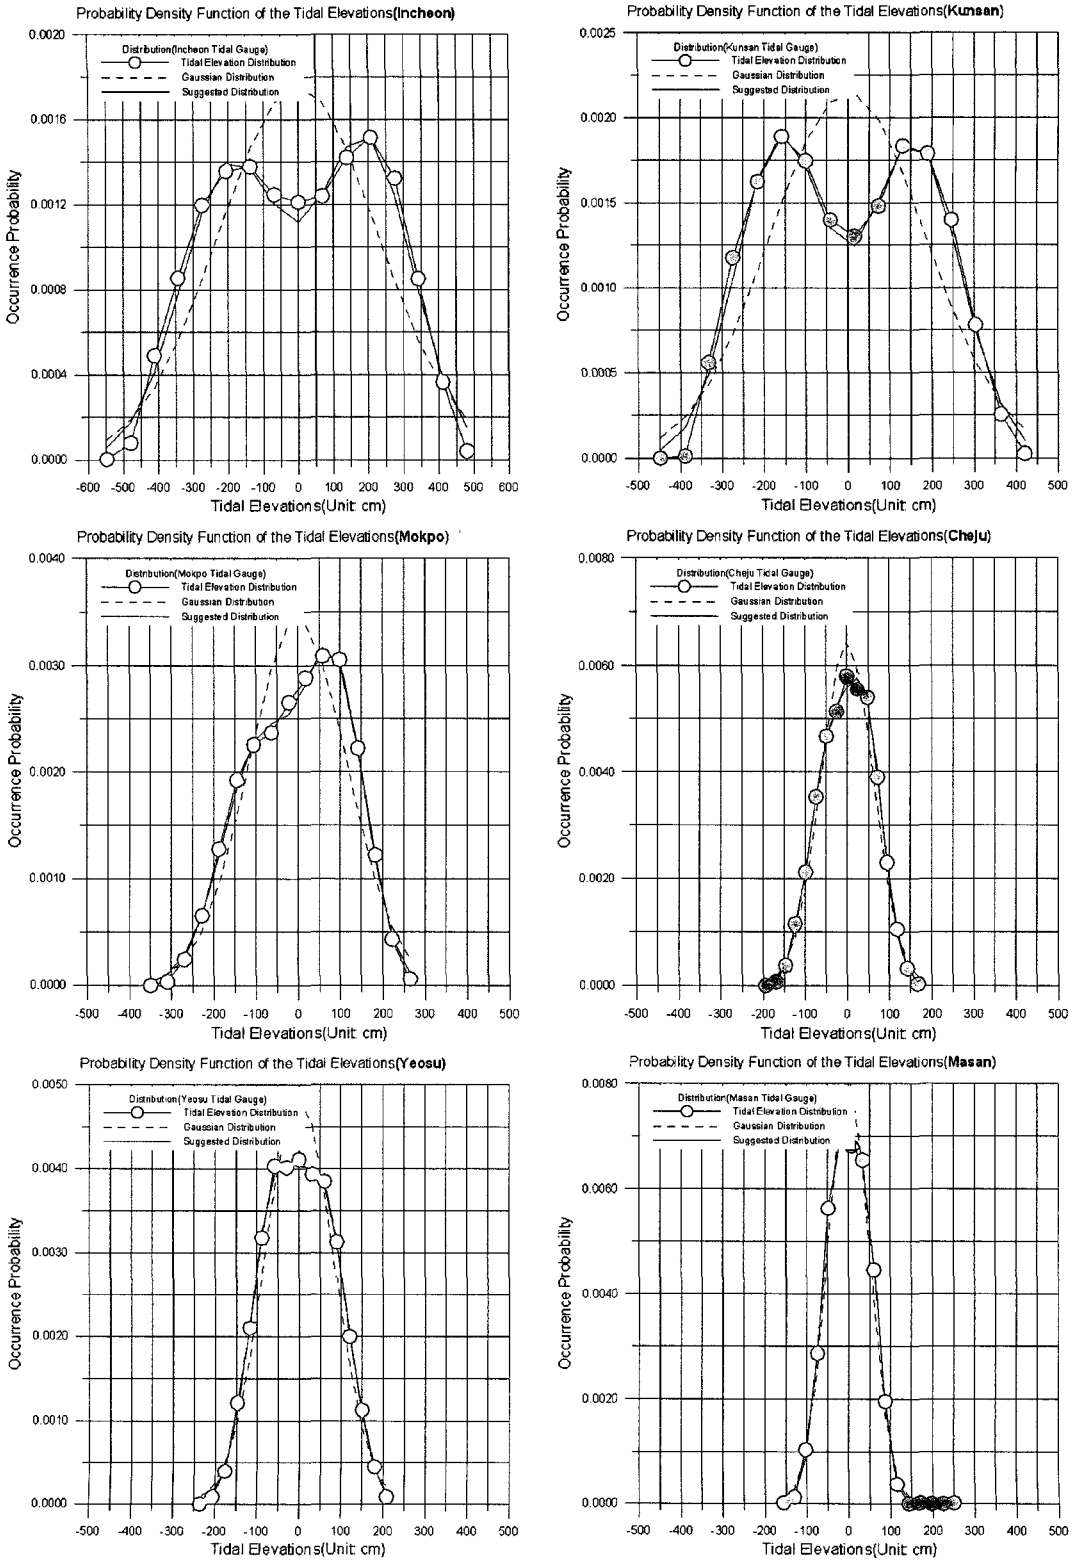 Probability Density Function of the Tidal Elevations(Incheon)
0.0020
0.0016
0.0012
0.0008
0.0004
0.0000
Occurrence Probability
Distribution(Incheon Tidal Gauge)
Tidal Elevation Distribution
Gaussian Distribution
Suggested Distribution
-600 -500 -400 -300 -200 -100 0 100 200 300 400 500 600
Tidal Elevations(Unit: cm)
Probability Density Function of the Tidal Elevations(Kunsan)
0.0025
0.0020
0.0015
0.0010
0.0005
0.0000
Occurrence Probability
Distribution(Kunsan Tidal Gauge)
Tidal Elevation Distribution
Gaussian Distribution
Suggested Distribution
-500 -400 -300 -200 -100 0 100 200 300 400 500
Tidal Elevations(Unit: cm)
Probability Density Function of the Tidal Elevations(Mokpo)
0.0040
0.0030
0.0020
0.0010
0.0000
Occurrence Probability
Distribution(Mokpo Tidal Gauge)
Tidal Elevation Distribution
Gaussian Distribution
Suggested Distribution
-500 -400 -300 -200 -100 0 100 200 300 400 500
Tidal Elevations(Unit: cm)
Probability Density Function of the Tidal Elevations(Cheju)
0.0080
0.0060
0.0040
0.0020
0.0000
Occurrence Probability
Distribution(Cheju Tidal Gauge)
Tidal Elevation Distribution
Gaussian Distribution
Suggested Distribution
-500 -400 -300 -200 -100 0 100 200 300 400 500
Tidal Elevations(Unit: cm)
Probability Density Function of the Tidal Elevations(Yeosu)
0.0050
0.0040
0.0030
0.0020
0.0010
0.0000
Occurrence Probability
Distribution(Yeosu Tidal Gauge)
Tidal Elevation Distribution
Gaussian Distribution
Suggested Distribution
-500 -400 -300 -200 -100 0 100 200 300 400 500
Tidal Elevations(Unit: cm)
Probability Density Function of the Tidal Elevations(Masan)
0.0080
0.0060
0.0040
0.0020
0.0000
Occurrence Probability
Distribution(Masan Tidal Gauge)
Tidal Elevation Distribution
Gaussian Distribution
Suggested Distribution
-500 -400 -300 -200 -100 0 100 200 300 400 500
Tidal Elevations(Unit: cm)